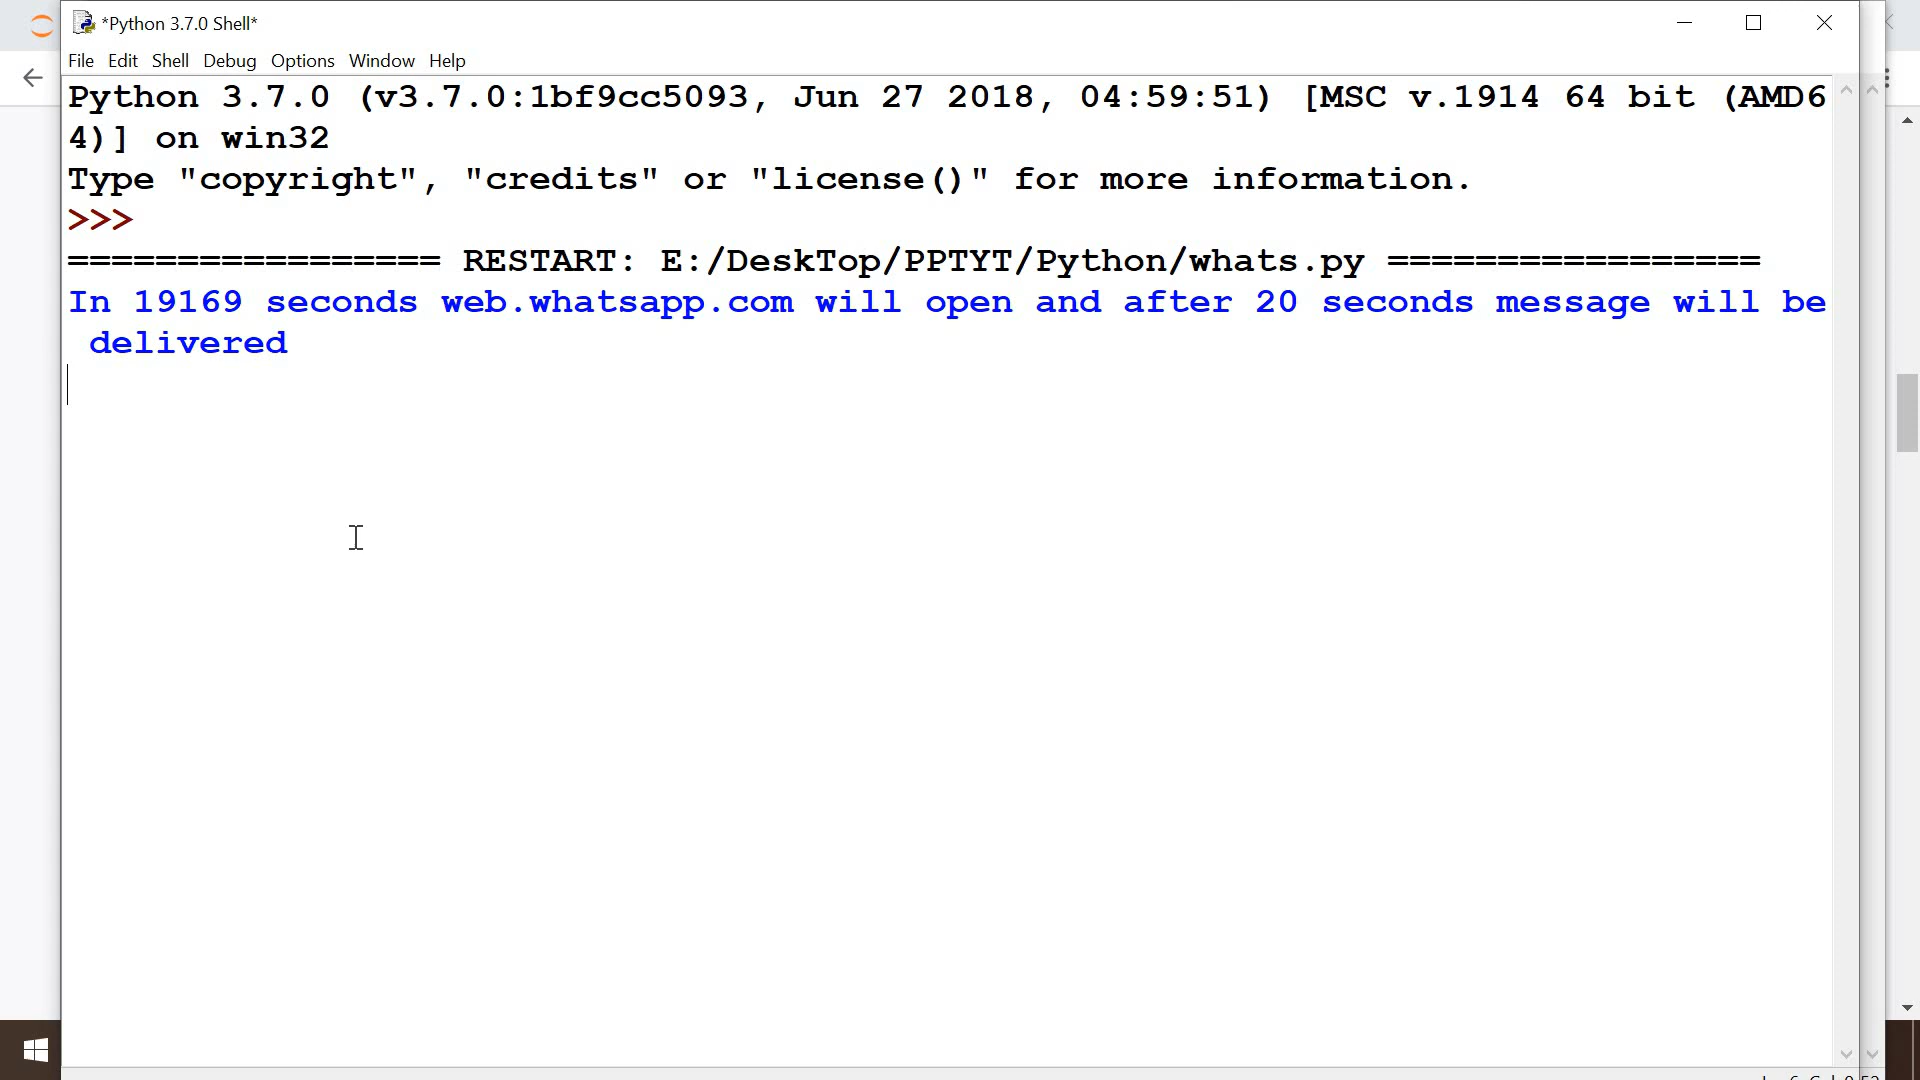 *Python 3.7.0 Shell*
File Edit Shell Debug Options Window Help
Python 3.7.0 (v3.7.0:1bf9cc5093, Jun 27 2018, 04:59:51) [MSC v.1914 64 bit (AMD6
4)] on win32
Type "copyright", "credits" or "license()" for more information.
>>>
================= RESTART: E:/DeskTop/PPTYT/Python/whats.py =================
In 19169 seconds web.whatsapp.com will open and after 20 seconds message will be
delivered